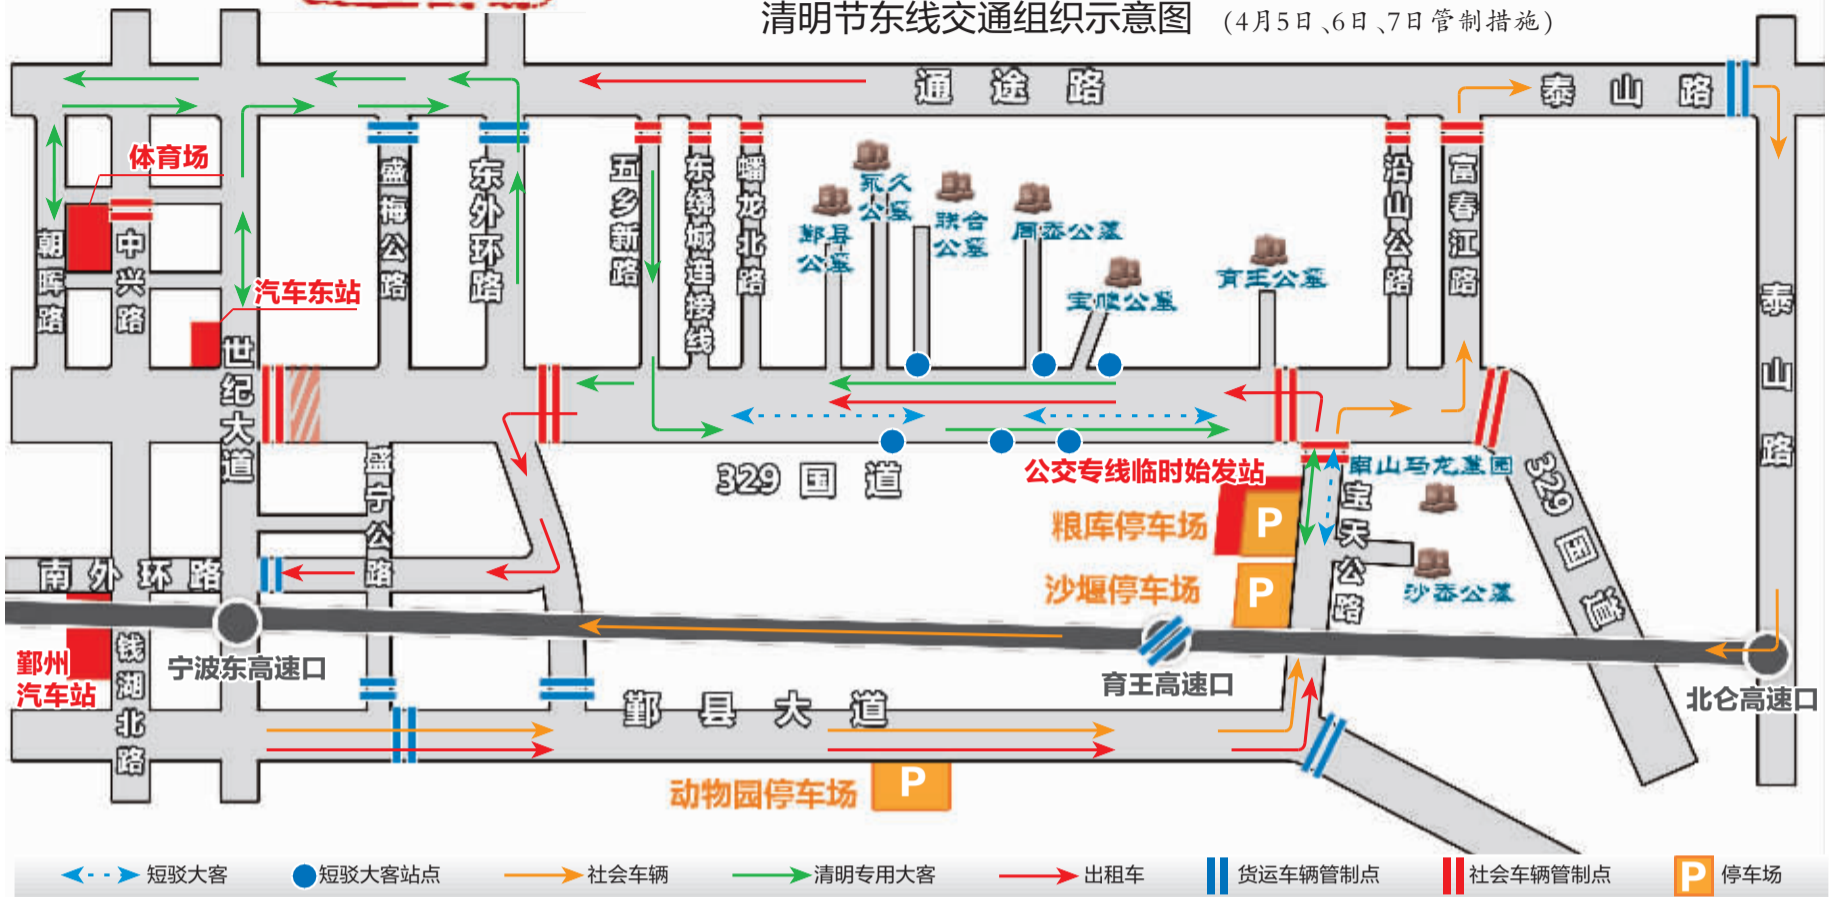 清明节东线交通组织示意图 (4月5日、6日、7日管制措施)
通途路
泰山路
体育场
朝晖路
中兴路
汽车东站
世纪大道
盛梅公路
东外环路
五乡新路
东绕城连接线
蟠龙北路
鄞县公墓
永久公墓
联合公墓
同泰公墓
宝幢公墓
育王公墓
沿山公路
富春江路
泰山路
329国道
公交专线临时始发站
南山马龙墓园
宝天公路
329国道
粮库停车场
P
沙堰停车场
P
沙泰公墓
盛宁公路
南外环路
鄞州汽车站
钱湖北路
宁波东高速口
育王高速口
北仑高速口
鄞县大道
动物园停车场
P
短驳大客
短驳大客站点
社会车辆
清明专用大客
出租车
货运车辆管制点
社会车辆管制点
P
停车场